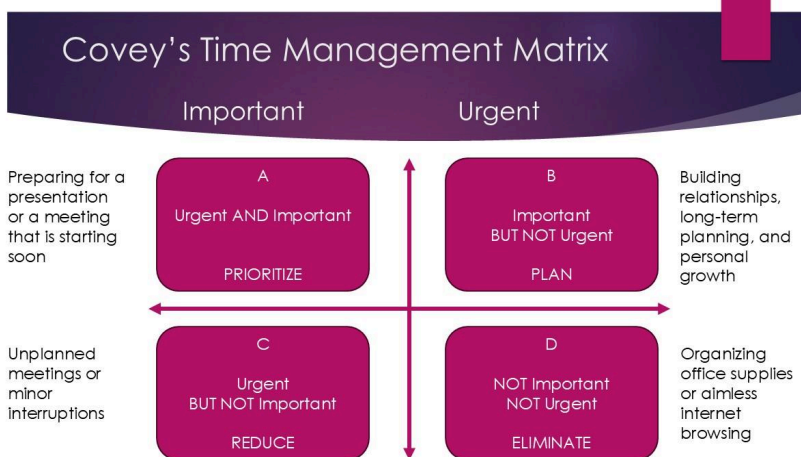 Covey's Time Management Matrix
Important
Urgent
Preparing for a
presentation
or a meeting
that is starting
soon
A
Urgent AND Important
PRIORITIZE
B
Important
BUT NOT Urgent
PLAN
Building
relationships,
long-term
planning, and
personal
growth
Unplanned
meetings or
minor
interruptions
C
Urgent
BUT NOT Important
REDUCE
D
NOT Important
NOT Urgent
ELIMINATE
Organizing
office supplies
or aimless
internet
browsing